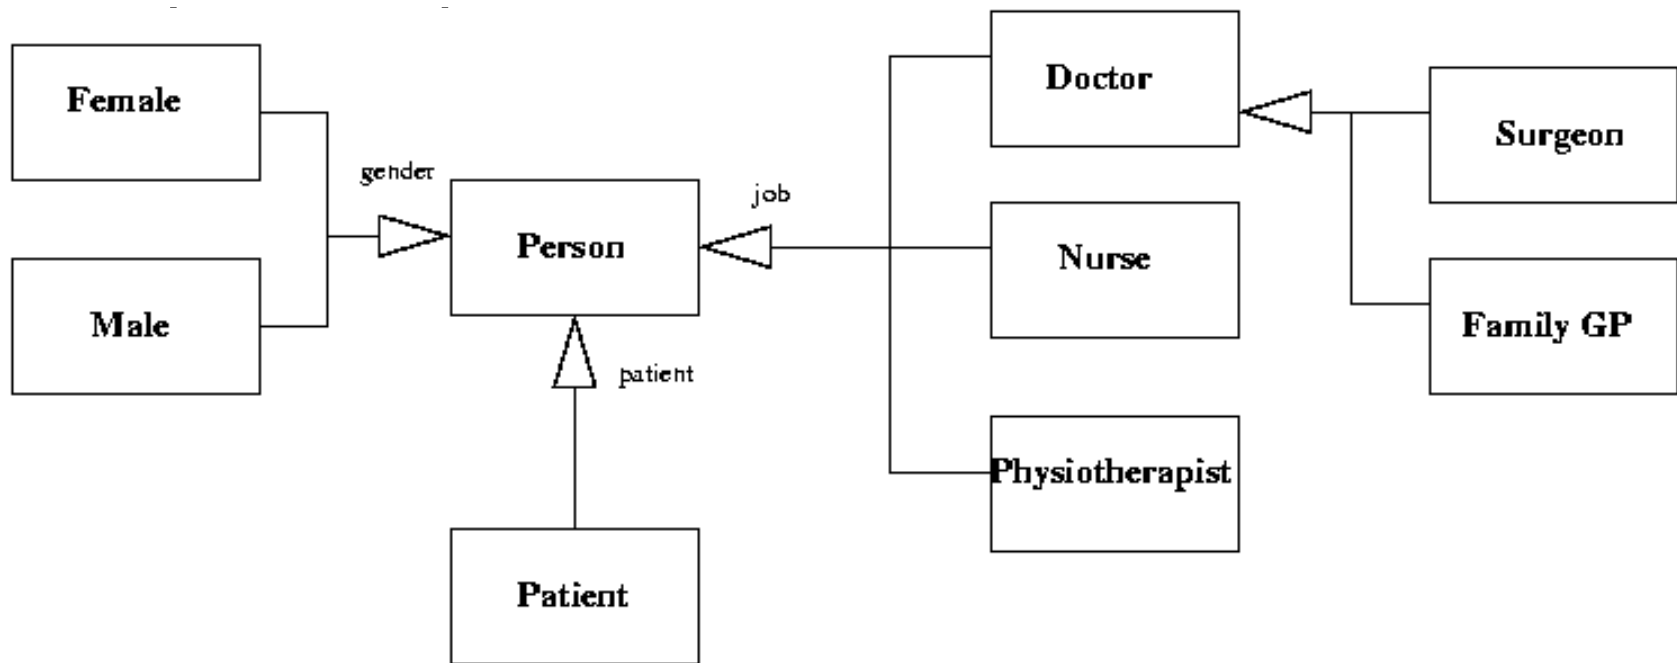 Female
Male
gender
Person
patient
Patient
job
Doctor
Nurse
Physiotherapist
Surgeon
Family GP